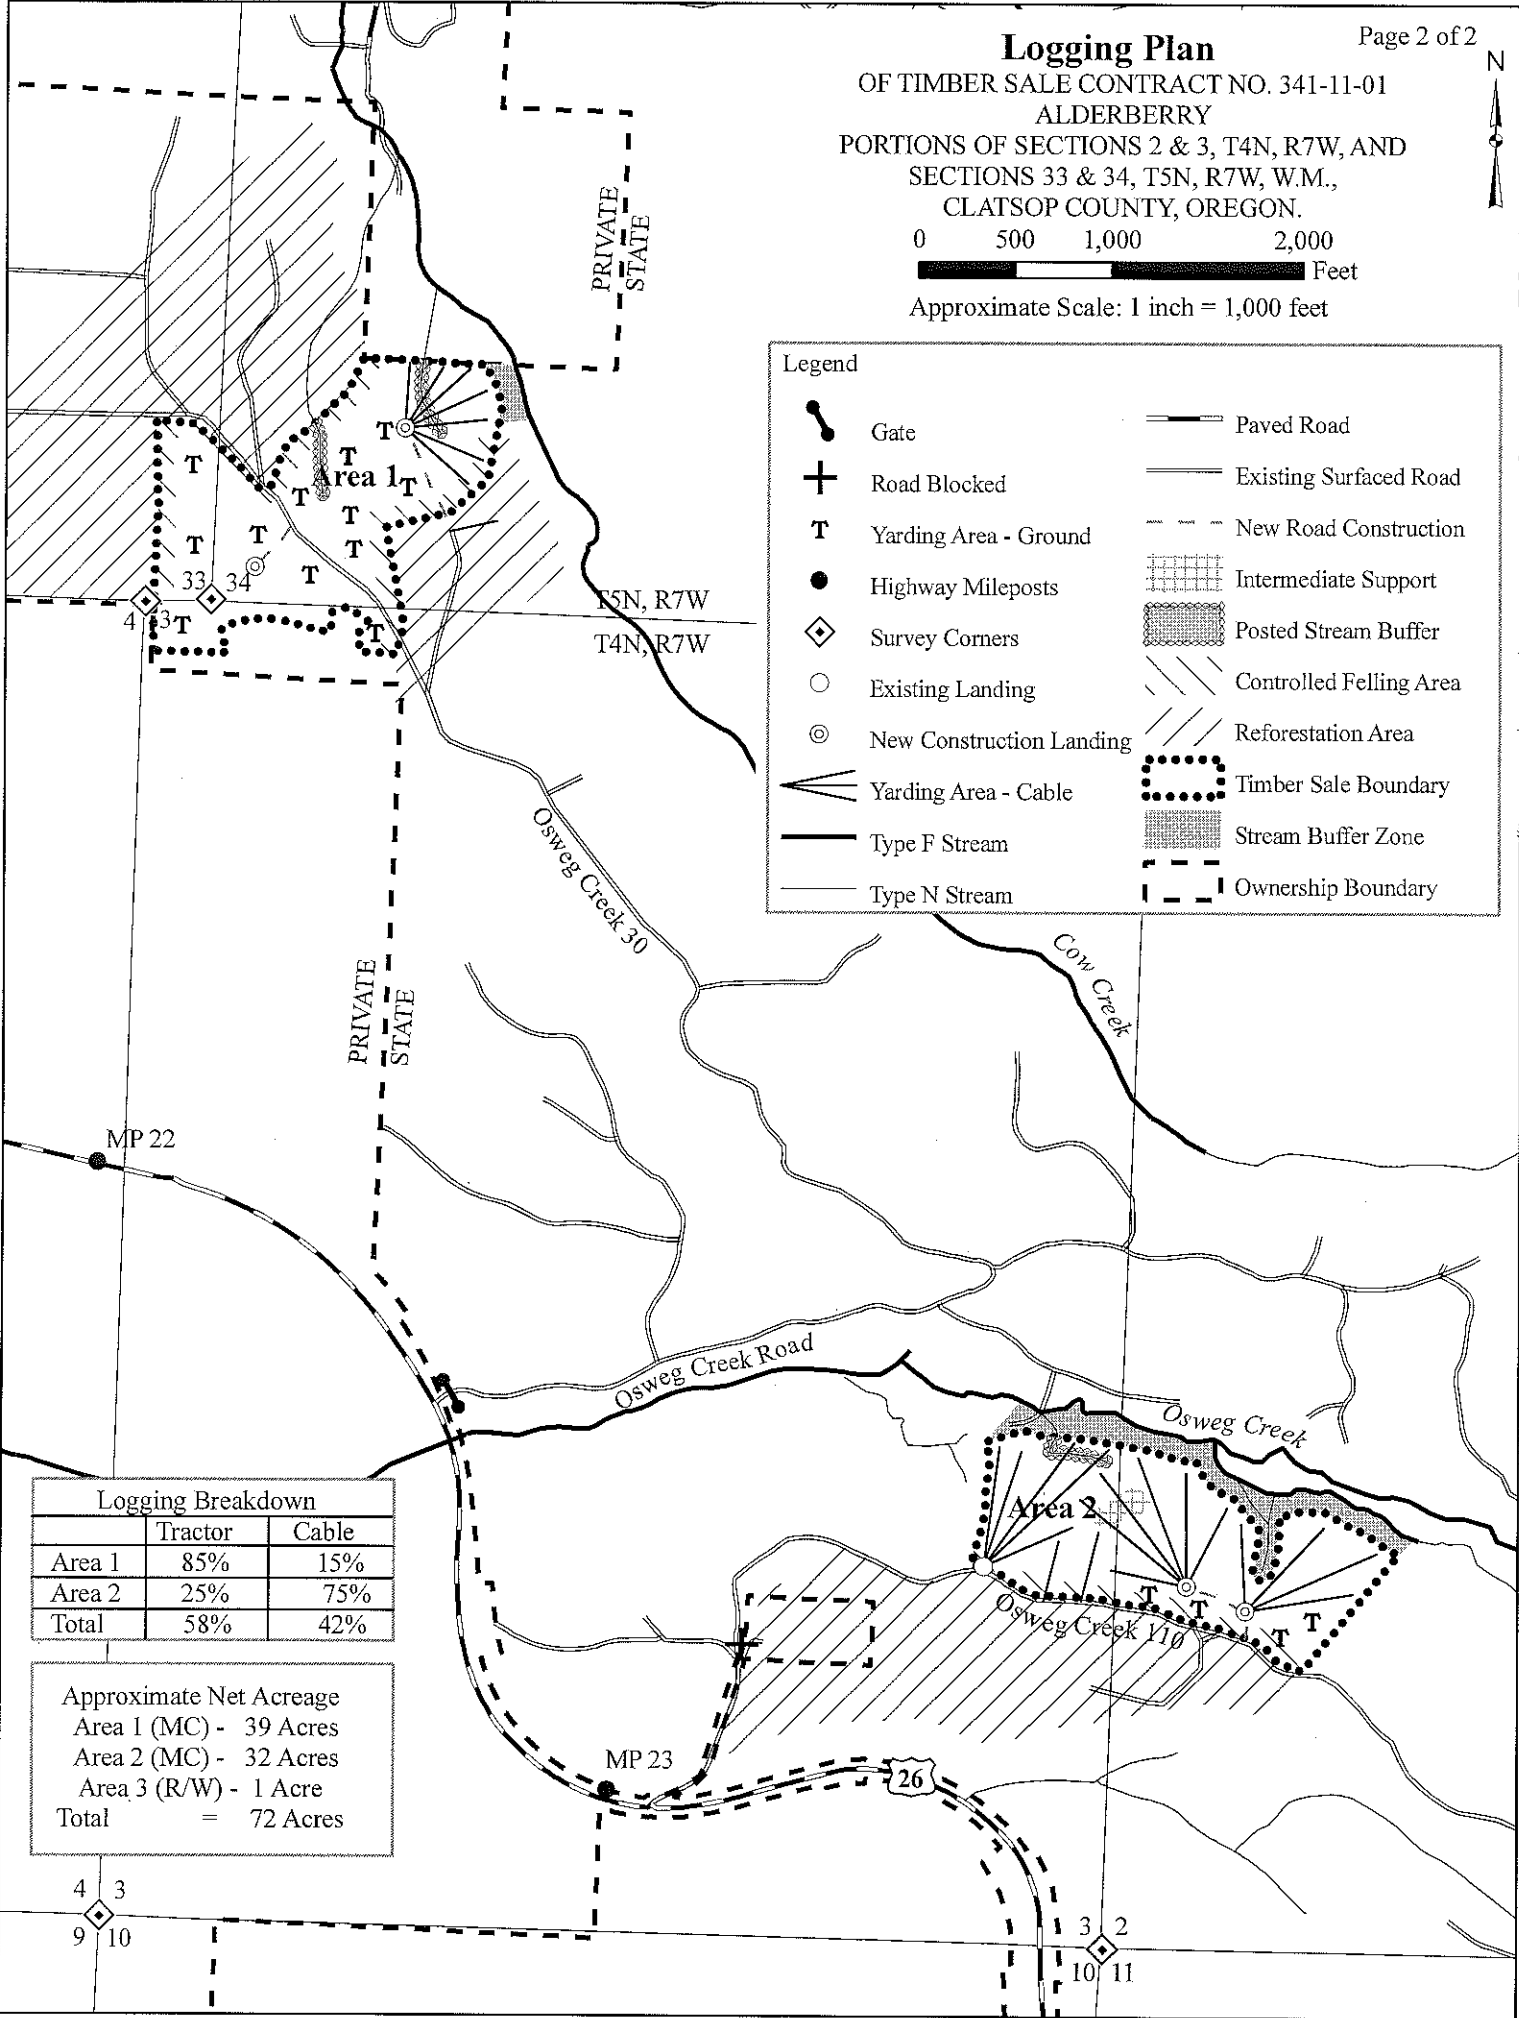 Page 2 of 2
Logging Plan
OF TIMBER SALE CONTRACT NO. 341-11-01
ALDERBERRY
PORTIONS OF SECTIONS 2 & 3, T4N, R7W, AND
SECTIONS 33 & 34, T5N, R7W, W.M.,
CLATSOP COUNTY, OREGON.
N
0 500 1,000 2,000
Feet
Approximate Scale: 1 inch = 1,000 feet
PRIVATE
STATE
Legend
Gate
Road Blocked
T Yarding Area - Ground
Highway Mileposts
Survey Corners
Existing Landing
New Construction Landing
Yarding Area - Cable
Type F Stream
Type N Stream
Paved Road
Existing Surfaced Road
New Road Construction
Intermediate Support
Posted Stream Buffer
Controlled Felling Area
Reforestation Area
Timber Sale Boundary
Stream Buffer Zone
Ownership Boundary
T
T
T
Area 1
T
T
T
T
T
T
T
33 34
4 3
T
T
T5N, R7W
T4N, R7W
Osweg Creek 30
Cow Creek
PRIVATE
STATE
MP 22
Osweg Creek Road
Osweg Creek
Area 2
T
T
T
T
Osweg Creek 110
Logging Breakdown
Tractor Cable
Area 1 85% 15%
Area 2 25% 75%
Total 58% 42%
Approximate Net Acreage
Area 1 (MC) - 39 Acres
Area 2 (MC) - 32 Acres
Area 3 (R/W) - 1 Acre
Total = 72 Acres
MP 23
26
4 3
9 10
3 2
10 11